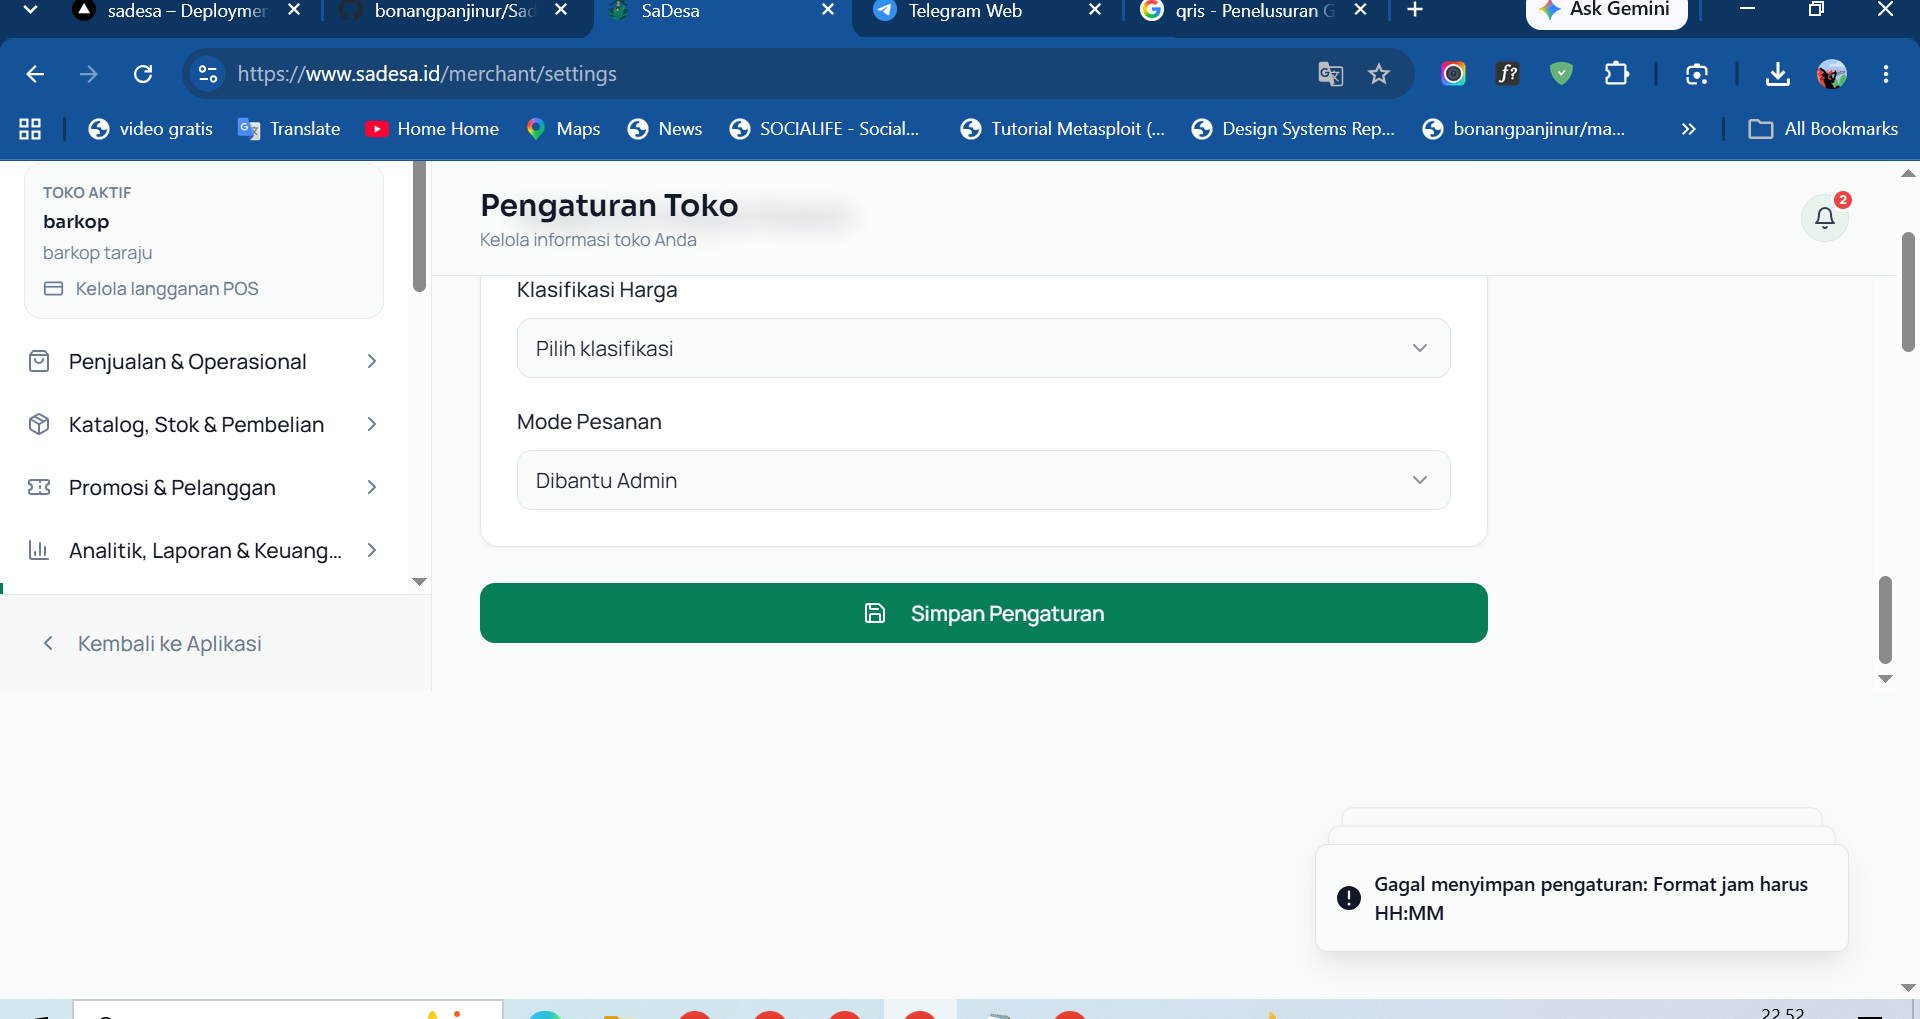 sadesa – Deployme
bonangpanjinur/Sad
SaDesa
Telegram Web
qris - Penelusuran G
Ask Gemini
https://www.sadesa.id/merchant/settings
video gratis
Translate
Home Home
Maps
News
SOCIALIFE - Social...
Tutorial Metasploit (...
Design Systems Rep...
bonangpanjinur/ma...
All Bookmarks
TOKO AKTIF
barkop
barkop taraju
Kelola langganan POS
Penjualan & Operasional
Katalog, Stok & Pembelian
Promosi & Pelanggan
Analitik, Laporan & Keuang...
Kembali ke Aplikasi
Pengaturan Toko
Kelola informasi toko Anda
2
Klasifikasi Harga
Pilih klasifikasi
Mode Pesanan
Dibantu Admin
Simpan Pengaturan
Gagal menyimpan pengaturan: Format jam harus
HH:MM
22.52